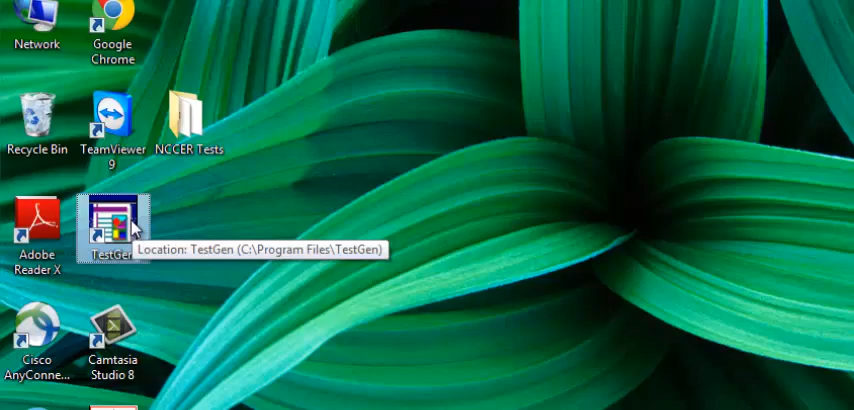 Network
Google
Chrome
Recycle Bin
TeamViewer
9
NCCER Tests
Adobe
Reader X
TestGen
Location: TestGen (C:\Program Files\TestGen)
Cisco
AnyConne...
Camtasia
Studio 8